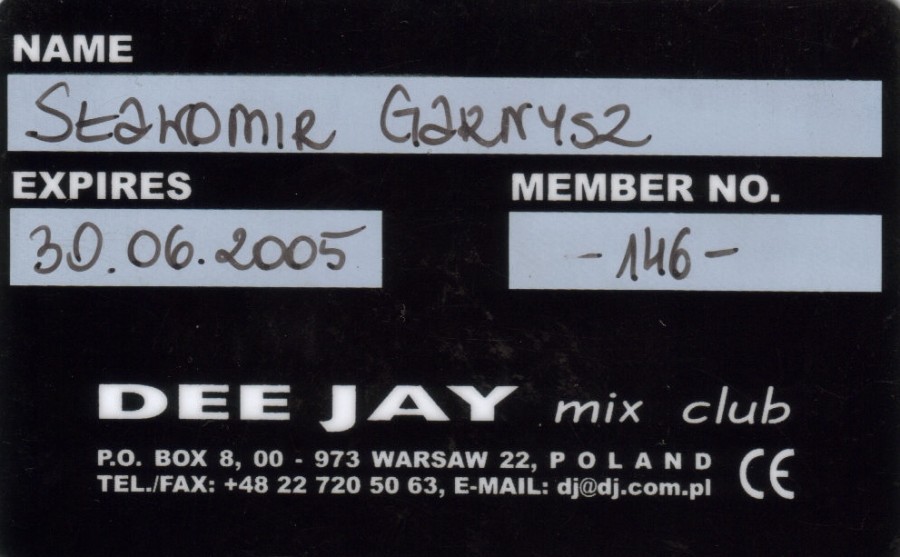 NAME
Sławomir Garnysz
EXPIRES
30.06.2005
MEMBER NO.
-146-
DEE JAY mix club
P.O. BOX 8, 00 - 973 WARSAW 22, P O L A N D
TEL./FAX: +48 22 720 50 63, E-MAIL: dj@dj.com.pl
CE